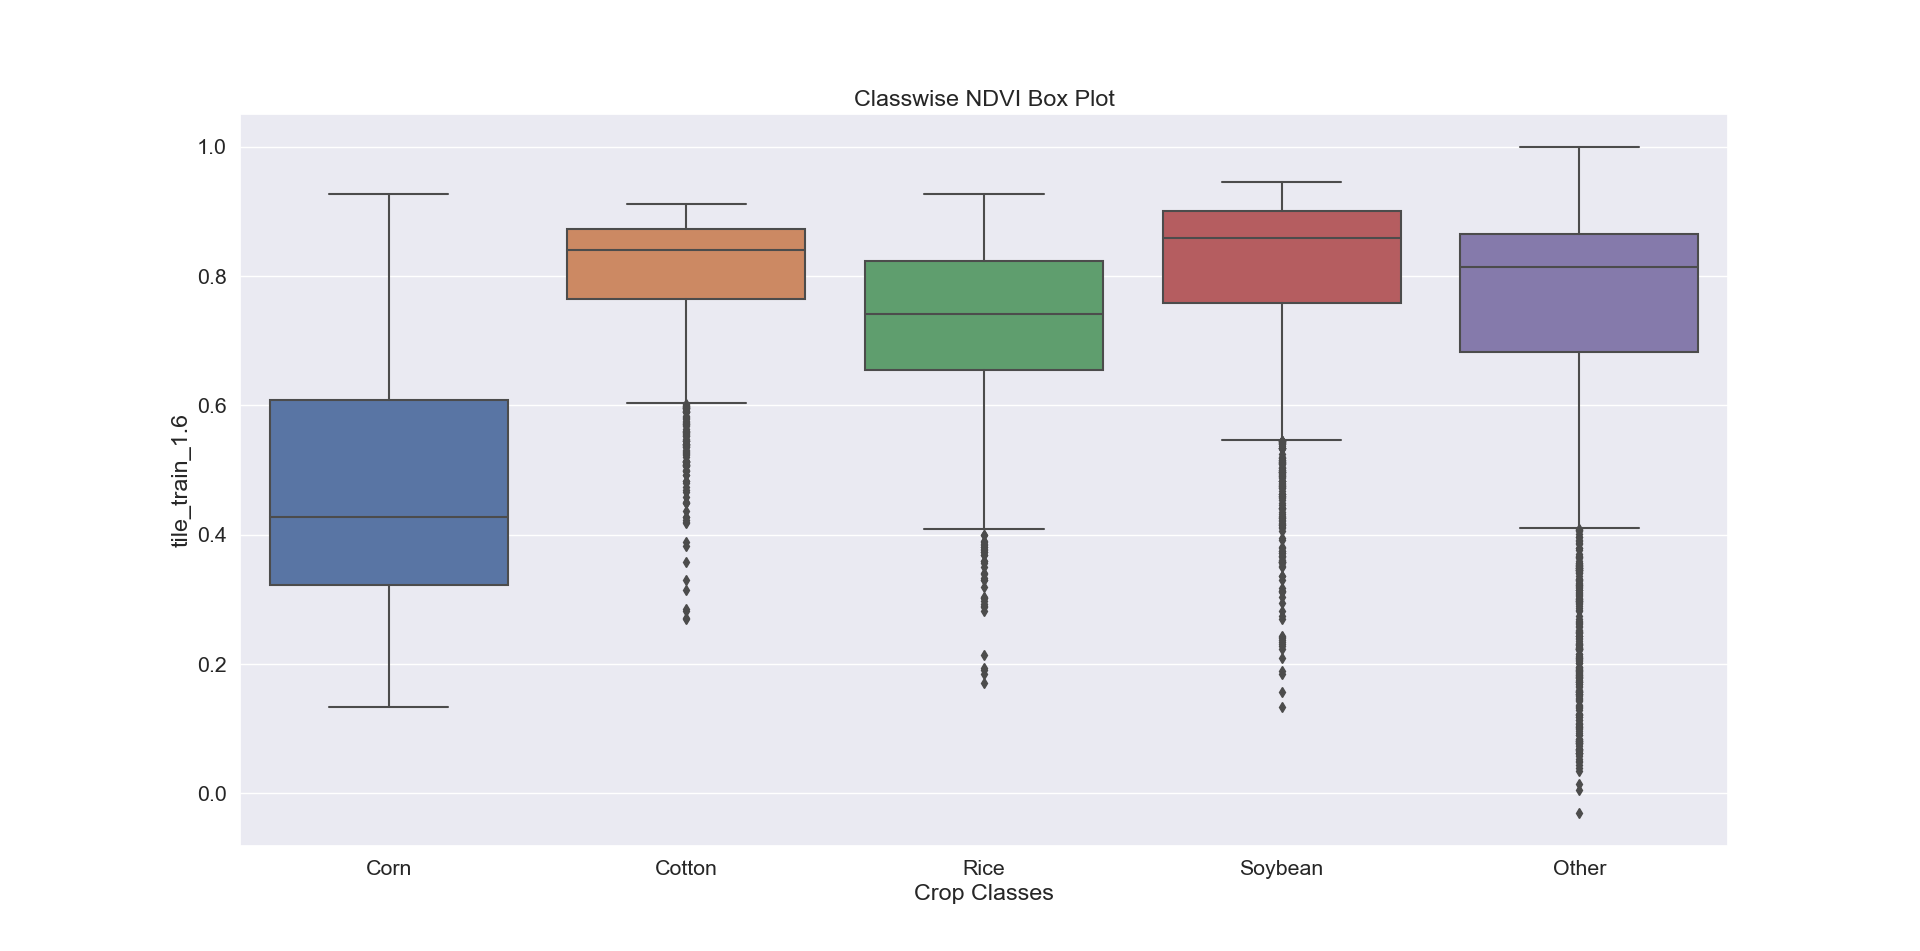 Classwise NDVI Box Plot
1.0
0.8
0.6
0.4
0.2
0.0
tile_train_1.6
Corn
Cotton
Rice
Soybean
Other
Crop Classes